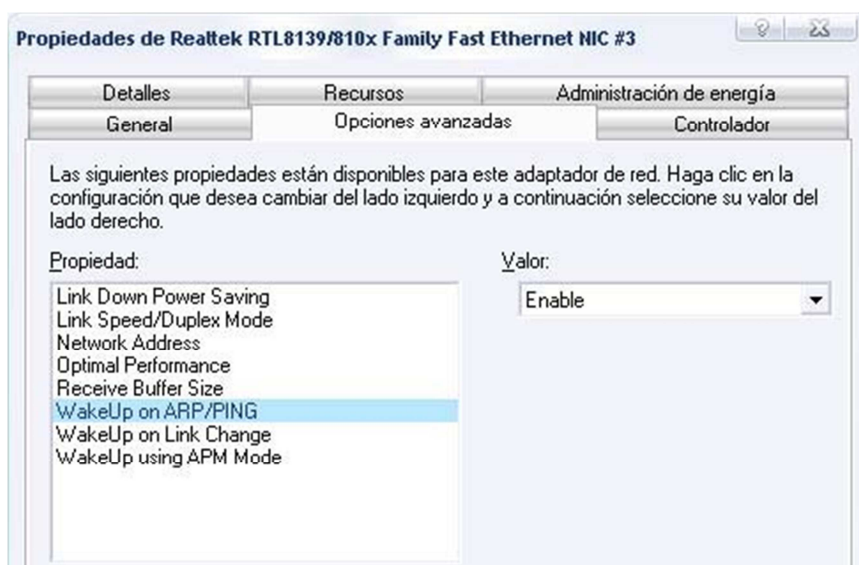 Propiedades de Realtek RTL8139/810x Family Fast Ethernet NIC #3
Detalles
Recursos
Administración de energía
General
Opciones avanzadas
Controlador
Las siguientes propiedades están disponibles para este adaptador de red. Haga clic en la
configuración que desea cambiar del lado izquierdo y a continuación seleccione su valor del
lado derecho.
Propiedad:
Valor:
Link Down Power Saving
Enable
Link Speed/Duplex Mode
Network Address
Optimal Performance
Receive Buffer Size
WakeUp on ARP/PING
WakeUp on Link Change
WakeUp using APM Mode